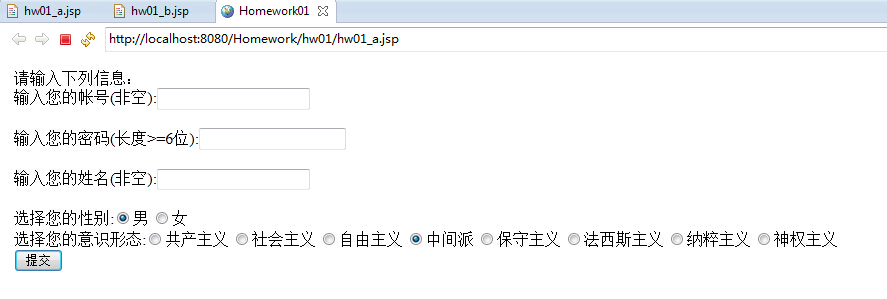 hw01_a.jsp hw01_b.jsp Homework01
http://localhost:8080/Homework/hw01/hw01_a.jsp
请输入下列信息：
输入您的帐号(非空):
输入您的密码(长度>=6位):
输入您的姓名(非空):
选择您的性别: 男 女
选择您的意识形态: 共产主义 社会主义 自由主义 中间派 保守主义 法西斯主义 纳粹主义 神权主义
提交